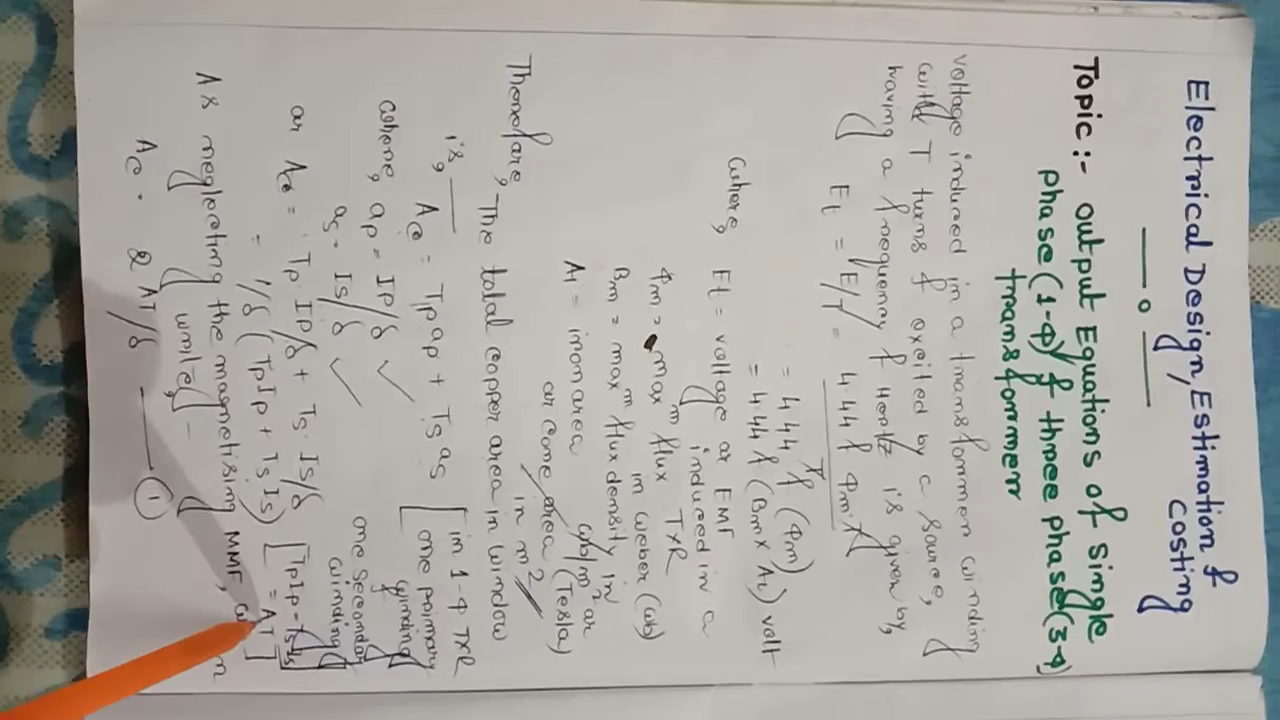 Electrical Design, Estimation &
Costing
Topic:- output Equations of single
phase (1-φ) & three phase (3-φ)
transformerr
voltage induced in a transformer winding
with T turns & excited by a source,
having a frequency f Hertz is given by,
Et = E/T = 4.44 f φm
= 4.44 f (φm)
= 4.44 f (Bm x Ai) volt
where, Et = voltage or EMF
induced in a
TxR
φm = max m flux
in weber (wb)
Bm = max m flux density in
wb/m² or
(Tesla)
Ai = iron area
or core area
in m²
Therefore, The total copper area in window
is, Ac = Tp ap + Ts as
[in 1-φ TXR
one primary
winding
&
one secondary
winding]
where, ap = Ip/δ ✓
as = Is/δ ✓
or Ac = Tp Ip/δ + Ts. Is/δ
= 1/δ (TpIp + TsIs) [TpIp = TsIs
= AT]
As neglecting the magnetising MMF,
Ac = 2 AT/δ —— ①